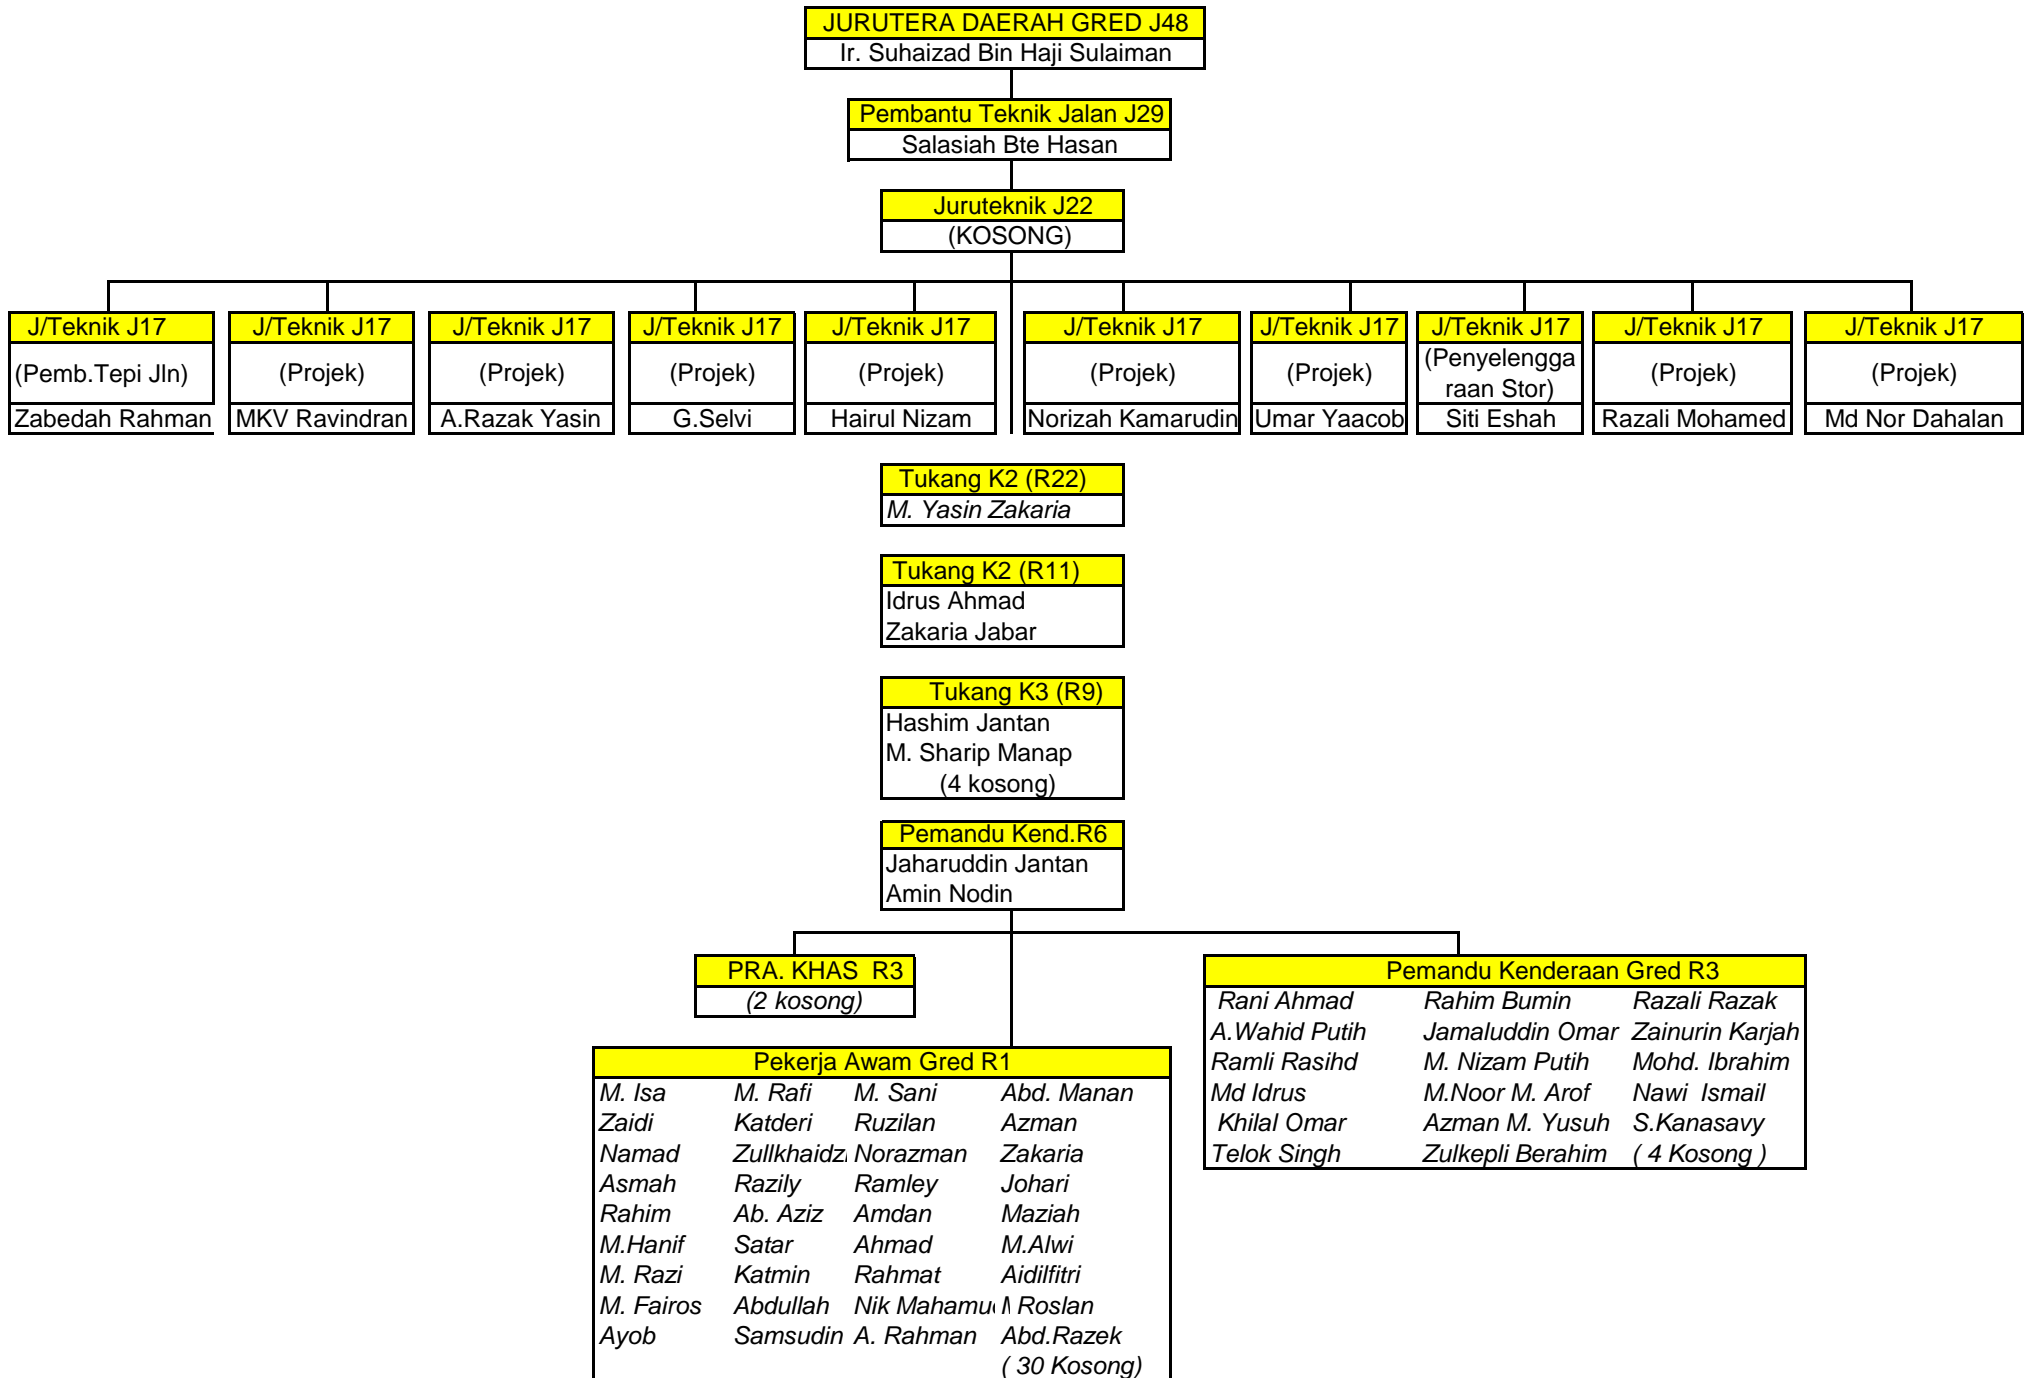 JURUTERA DAERAH GRED J48
Ir. Suhaizad Bin Haji Sulaiman
Pembantu Teknik Jalan J29
Salasiah Bte Hasan
Juruteknik J22
(KOSONG)
J/Teknik J17
(Pemb.Tepi Jln)
Zabedah Rahman
J/Teknik J17
(Projek)
MKV Ravindran
J/Teknik J17
(Projek)
A.Razak Yasin
J/Teknik J17
(Projek)
G.Selvi
J/Teknik J17
(Projek)
Hairul Nizam
J/Teknik J17
(Projek)
Norizah Kamarudin
J/Teknik J17
(Projek)
Umar Yaacob
J/Teknik J17
(Penyelengga
raan Stor)
Siti Eshah
J/Teknik J17
(Projek)
Razali Mohamed
J/Teknik J17
(Projek)
Md Nor Dahalan
Tukang K2 (R22)
M. Yasin Zakaria
Tukang K2 (R11)
Idrus Ahmad
Zakaria Jabar
Tukang K3 (R9)
Hashim Jantan
M. Sharip Manap
(4 kosong)
Pemandu Kend.R6
Jaharuddin Jantan
Amin Nodin
PRA. KHAS R3
(2 kosong)
Pemandu Kenderaan Gred R3
Rani Ahmad Rahim Bumin Razali Razak
A.Wahid Putih Jamaluddin Omar Zainurin Karjah
Ramli Rasihd M. Nizam Putih Mohd. Ibrahim
Md Idrus M.Noor M. Arof Nawi Ismail
Khilal Omar Azman M. Yusuh S.Kanasavy
Telok Singh Zulkepli Berahim ( 4 Kosong )
Pekerja Awam Gred R1
M. Isa M. Rafi M. Sani Abd. Manan
Zaidi Katderi Ruzilan Azman
Namad Norazman Zakaria
Asmah Razily Ramley Johari
Rahim Ab. Aziz Amdan Maziah
M.Hanif Satar Ahmad M.Alwi
M. Razi Katmin Rahmat Aidilfitri
M. Fairos Abdullah Nik Roslan
Ayob Samsudin A. Rahman Abd.Razek
( 30 Kosong)